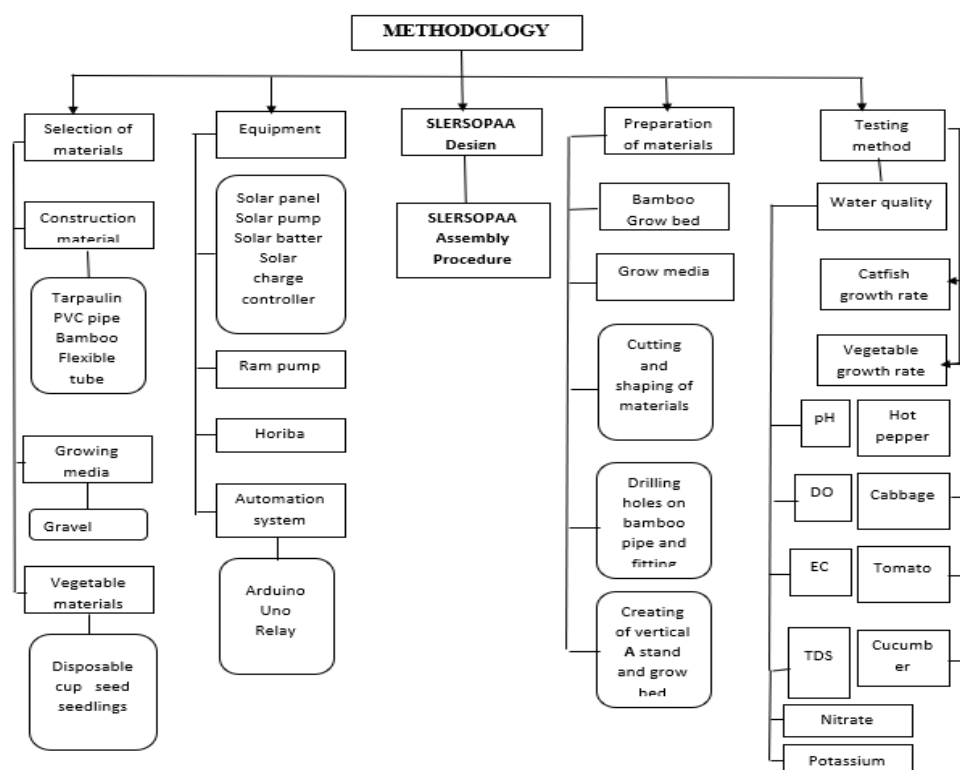 METHODOLOGY
Selection of
materials
Construction
material
Tarpaulin
PVC pipe
Bamboo
Flexible
tube
Growing
media
Gravel
Vegetable
materials
Disposable
cup seed
seedlings
Equipment
Solar panel
Solar pump
Solar batter
Solar
charge
controller
Ram pump
Horiba
Automation
system
Arduino
Uno
Relay
SLERSOPAA
Design
SLERSOPAA
Assembly
Procedure
Preparation
of materials
Bamboo
Grow bed
Grow media
Cutting
and
shaping of
materials
Drilling
holes on
bamboo
pipe and
fitting
Creating
of vertical
A stand
and grow
bed
Testing
method
Water quality
Catfish
growth rate
Vegetable
growth rate
pH
DO
EC
TDS
Nitrate
Potassium
Hot
pepper
Cabbage
Tomato
Cucumb
er